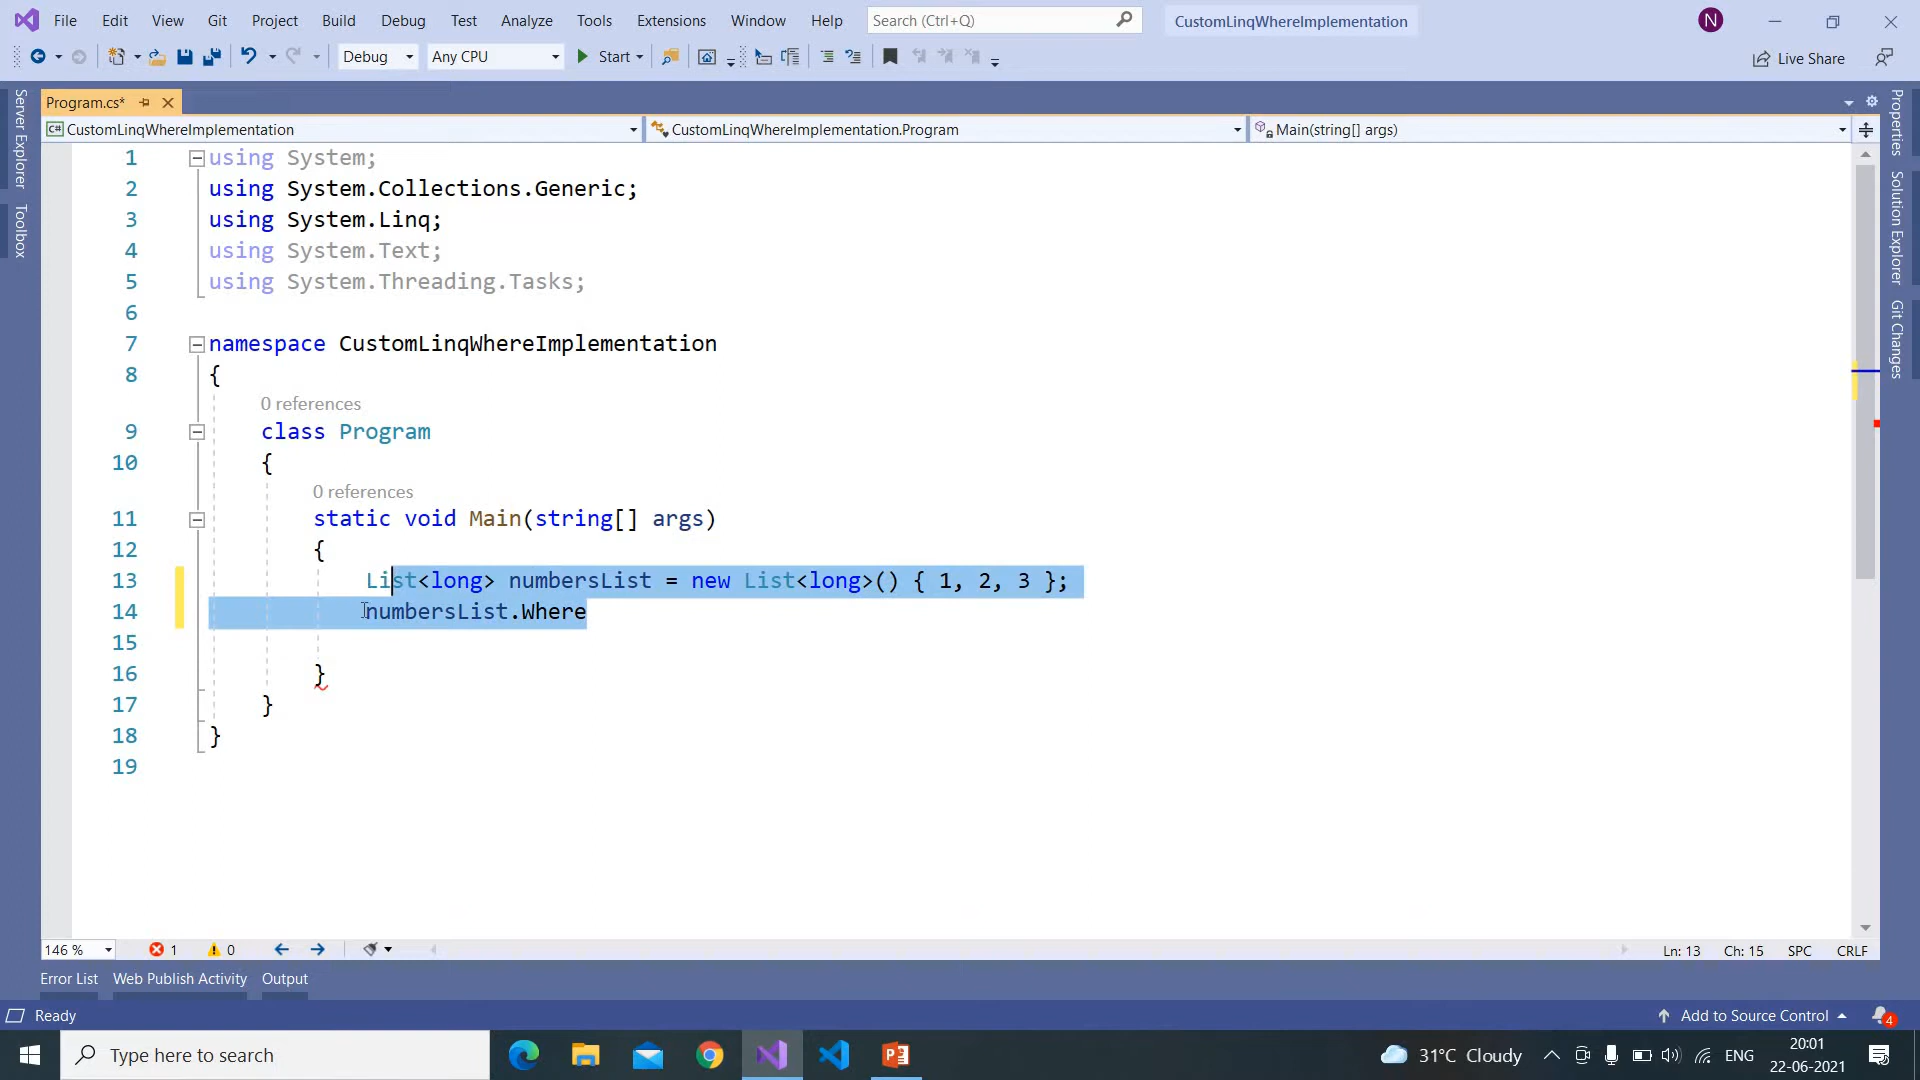 File Edit View Git Project Build Debug Test Analyze Tools Extensions Window Help Search (Ctrl+Q) CustomLinqWhereImplementation N
Debug Any CPU Start Live Share
Program.cs*
C# CustomLinqWhereImplementation CustomLinqWhereImplementation.Program Main(string[] args)
Server Explorer
Toolbox
Properties
Solution Explorer
Git Changes
1 using System;
2 using System.Collections.Generic;
3 using System.Linq;
4 using System.Text;
5 using System.Threading.Tasks;
6
7 namespace CustomLinqWhereImplementation
8 {
0 references
9 class Program
10 {
0 references
11 static void Main(string[] args)
12 {
13 List<long> numbersList = new List<long>() { 1, 2, 3 };
14 numbersList.Where
15
16 }
17 }
18 }
19
146 % 1 0 Ln: 13 Ch: 15 SPC CRLF
Error List Web Publish Activity Output
Ready Add to Source Control 4
Type here to search 31°C Cloudy ENG 20:01
22-06-2021